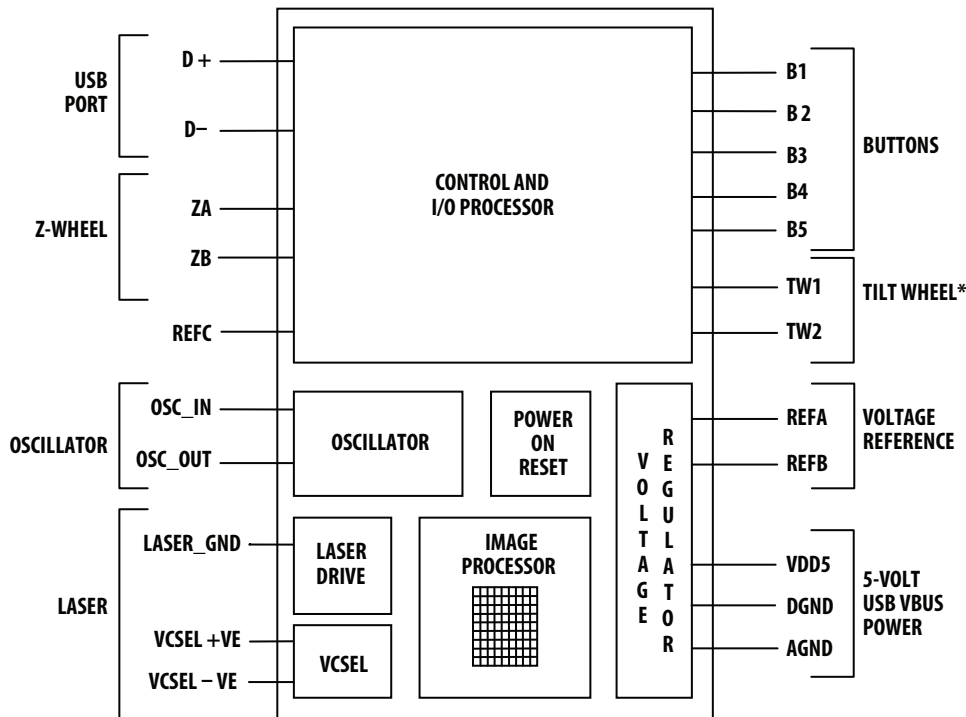 USB
PORT
D +
D–
Z-WHEEL
ZA
ZB
REFC
OSCILLATOR
OSC_IN
OSC_OUT
LASER
LASER_GND
VCSEL +VE
VCSEL – VE
CONTROL AND
I/O PROCESSOR
OSCILLATOR
POWER
ON
RESET
LASER
DRIVE
VCSEL
IMAGE
PROCESSOR
VOLTAGE
REGULATOR
B1
B 2
B3
B4
B5
BUTTONS
TW1
TW2
TILT WHEEL*
REFA
REFB
VOLTAGE
REFERENCE
VDD5
DGND
AGND
5-VOLT
USB VBUS
POWER